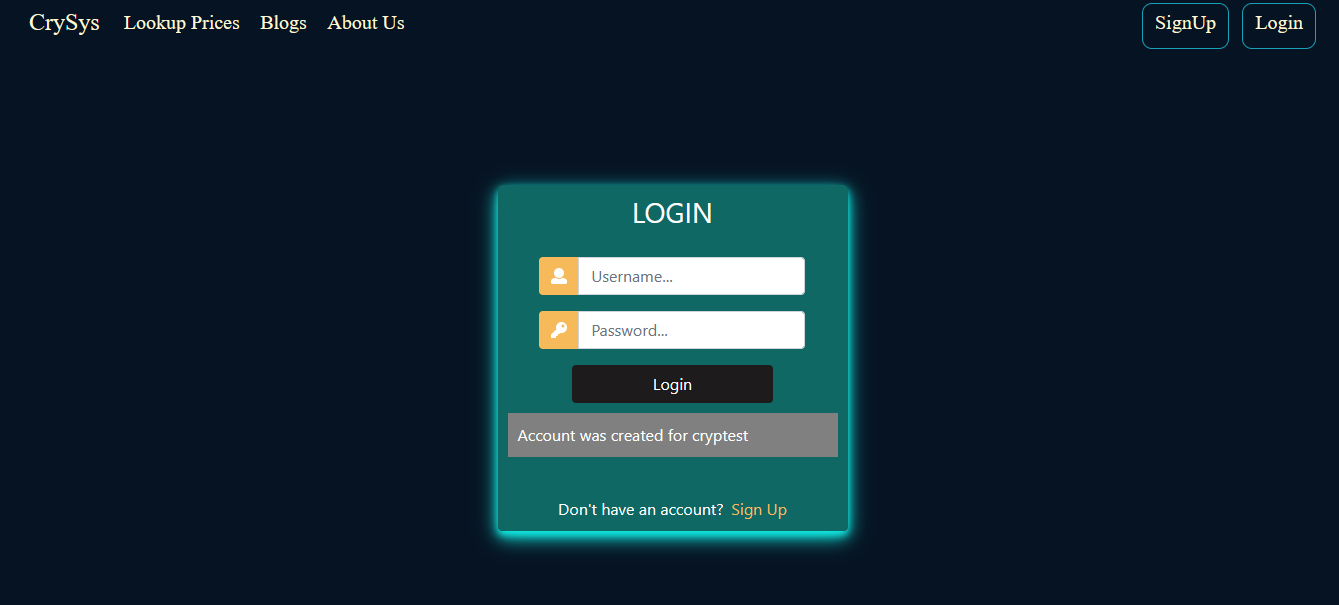 CrySys Lookup Prices Blogs About Us SignUp Login
LOGIN
Username...
Password...
Login
Account was created for cryptest
Don't have an account? Sign Up